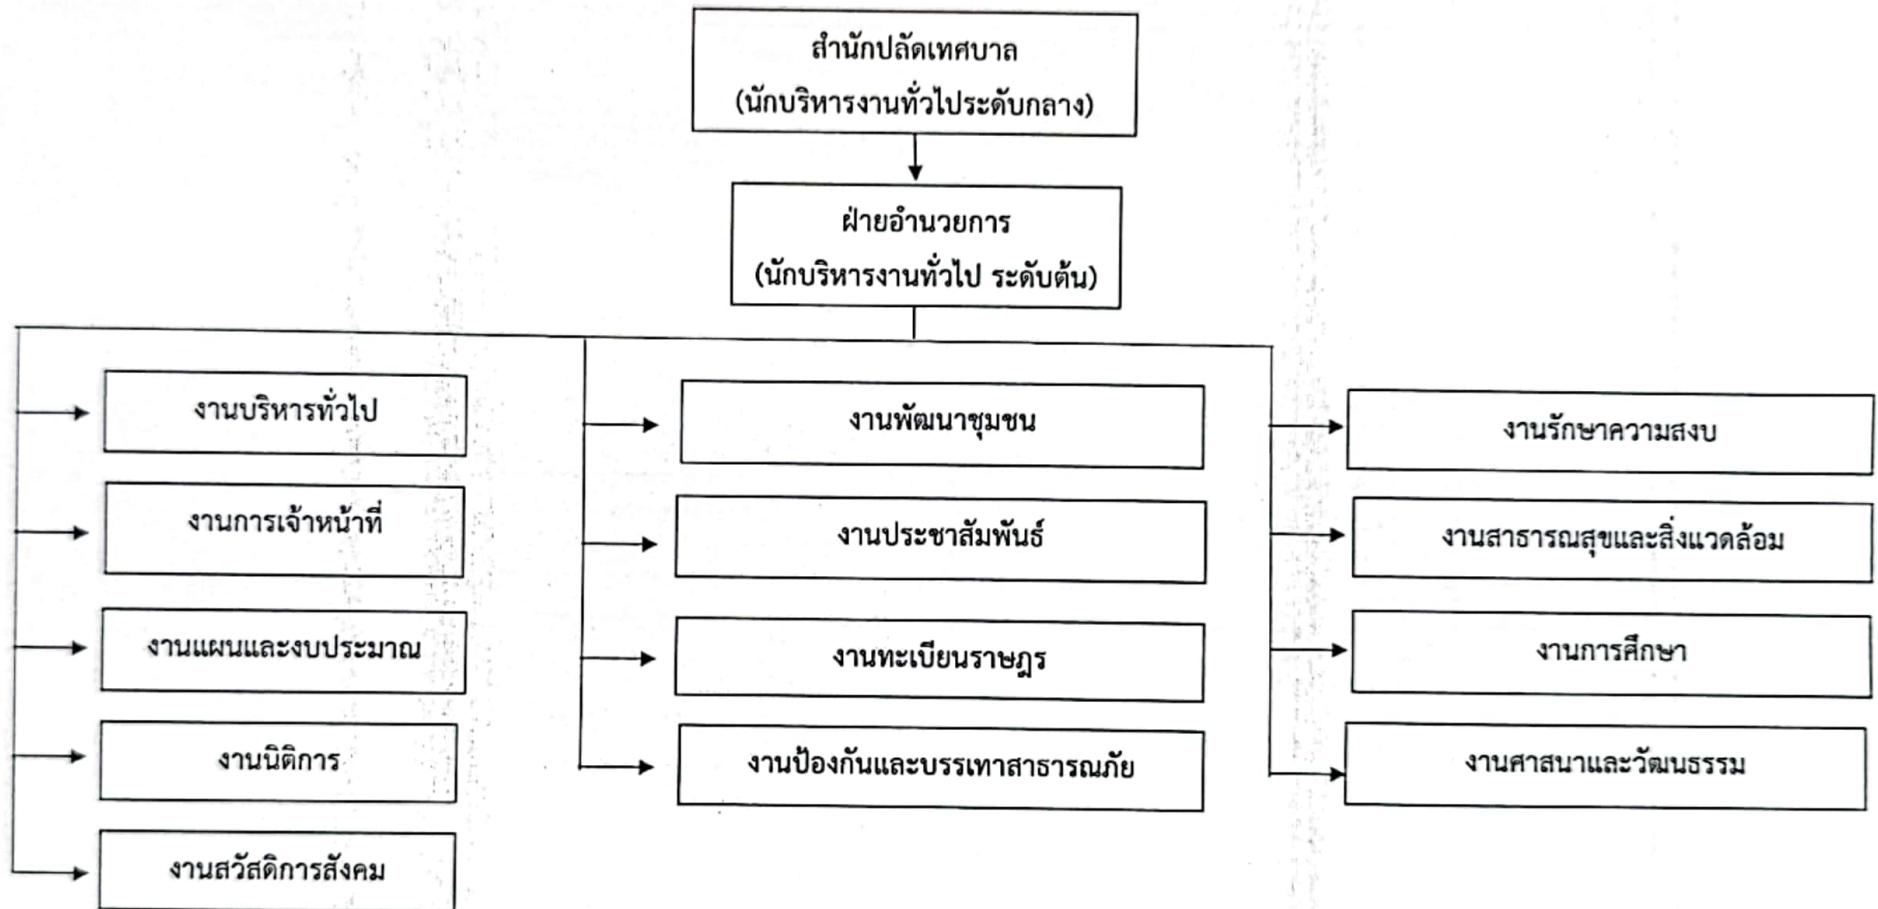 สำนักปลัดเทศบาล
(นักบริหารงานทั่วไประดับกลาง)
ฝ่ายอำนวยการ
(นักบริหารงานทั่วไป ระดับต้น)
งานบริหารทั่วไป
งานการเจ้าหน้าที่
งานแผนและงบประมาณ
งานนิติการ
งานสวัสดิการสังคม
งานพัฒนาชุมชน
งานประชาสัมพันธ์
งานทะเบียนราษฎร
งานป้องกันและบรรเทาสาธารณภัย
งานรักษาความสงบ
งานสาธารณสุขและสิ่งแวดล้อม
งานการศึกษา
งานศาสนาและวัฒนธรรม